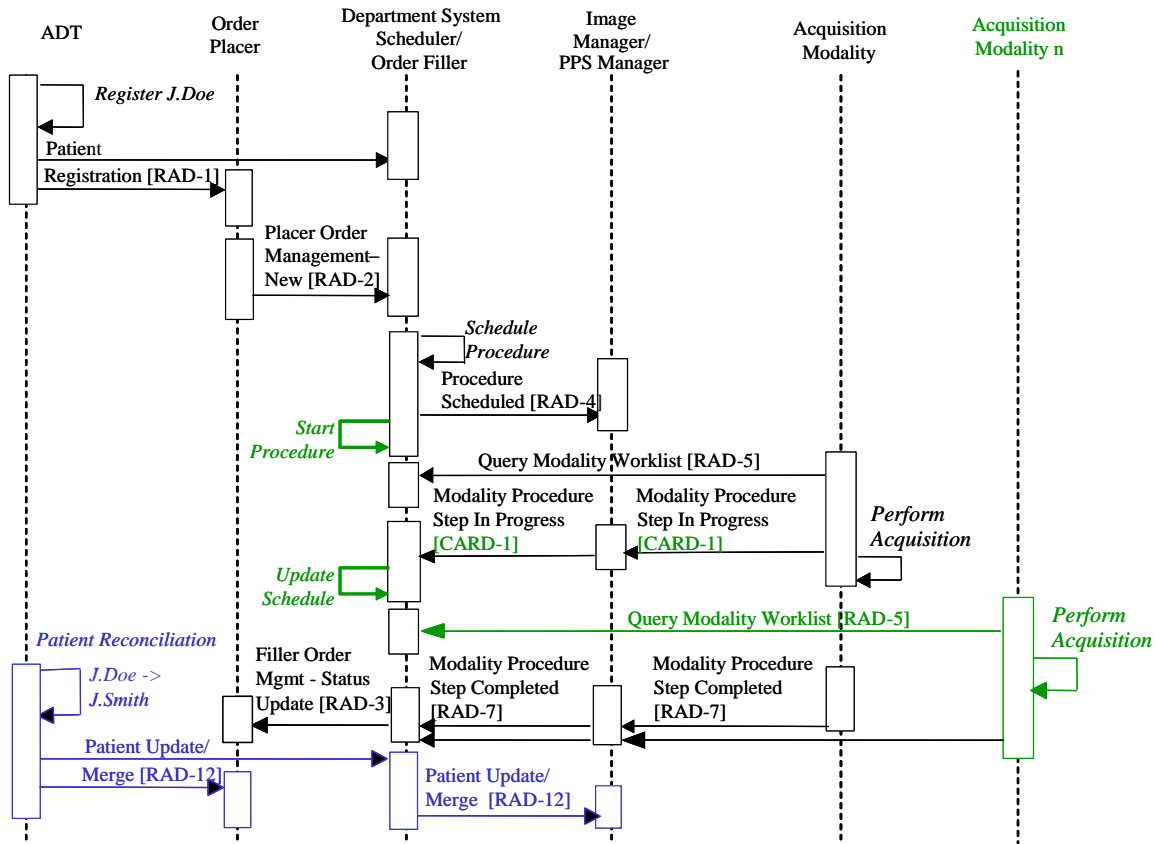 ADT
Order
Placer
Department System
Scheduler/
Order Filler
Image
Manager/
PPS Manager
Acquisition
Modality
Acquisition
Modality n
Register J.Doe
Patient
Registration [RAD-1]
Placer Order
Management–
New [RAD-2]
Schedule
Procedure
Procedure
Scheduled [RAD-4]
Start
Procedure
Query Modality Worklist [RAD-5]
Modality Procedure
Step In Progress
[CARD-1]
Modality Procedure
Step In Progress
[CARD-1]
Perform
Acquisition
Update
Schedule
Query Modality Worklist [RAD-5]
Perform
Acquisition
Patient Reconciliation
J.Doe ->
J.Smith
Filler Order
Mgmt - Status
Update [RAD-3]
Modality Procedure
Step Completed
[RAD-7]
Modality Procedure
Step Completed
[RAD-7]
Patient Update/
Merge [RAD-12]
Patient Update/
Merge [RAD-12]